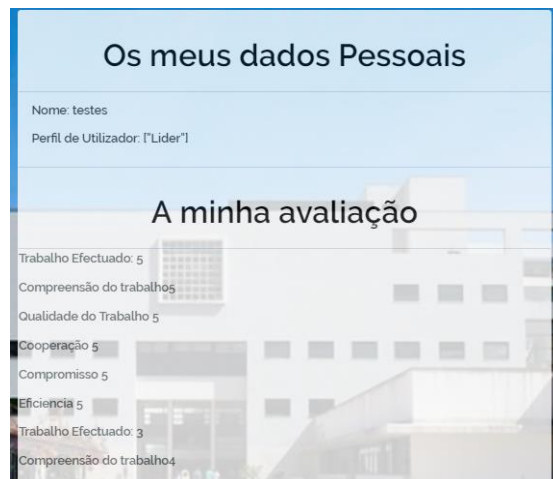 Os meus dados Pessoais
Nome: testes
Perfil de Utilizador: ["Lider"]
A minha avaliação
Trabalho Efectuado: 5
Compreensão do trabalho5
Qualidade do Trabalho 5
Cooperação 5
Compromisso 5
Eficiencia 5
Trabalho Efectuado: 3
Compreensão do trabalho4